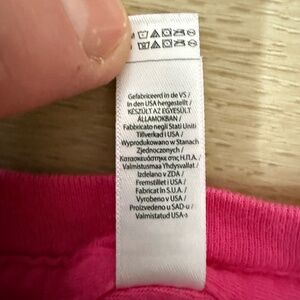 Gefabriceerd in de VS /
In den USA hergestellt /
KÉSZÜLT AZ EGYESÜLT
ÁLLAMOKBAN /
Fabbricato negli Stati Uniti
Tillverkad i USA /
Wyprodukowano w Stanach
Zjednoczonych /
Κατασκευάστηκε στις Η.Π.Α. /
Valmistusmaa Yhdysvallat /
Izdelano v ZDA /
Fremstillet i USA /
Fabricat în S.U.A. /
Vyrobeno v USA /
Proizvedeno u SAD-u /
Valmistatud USA-s